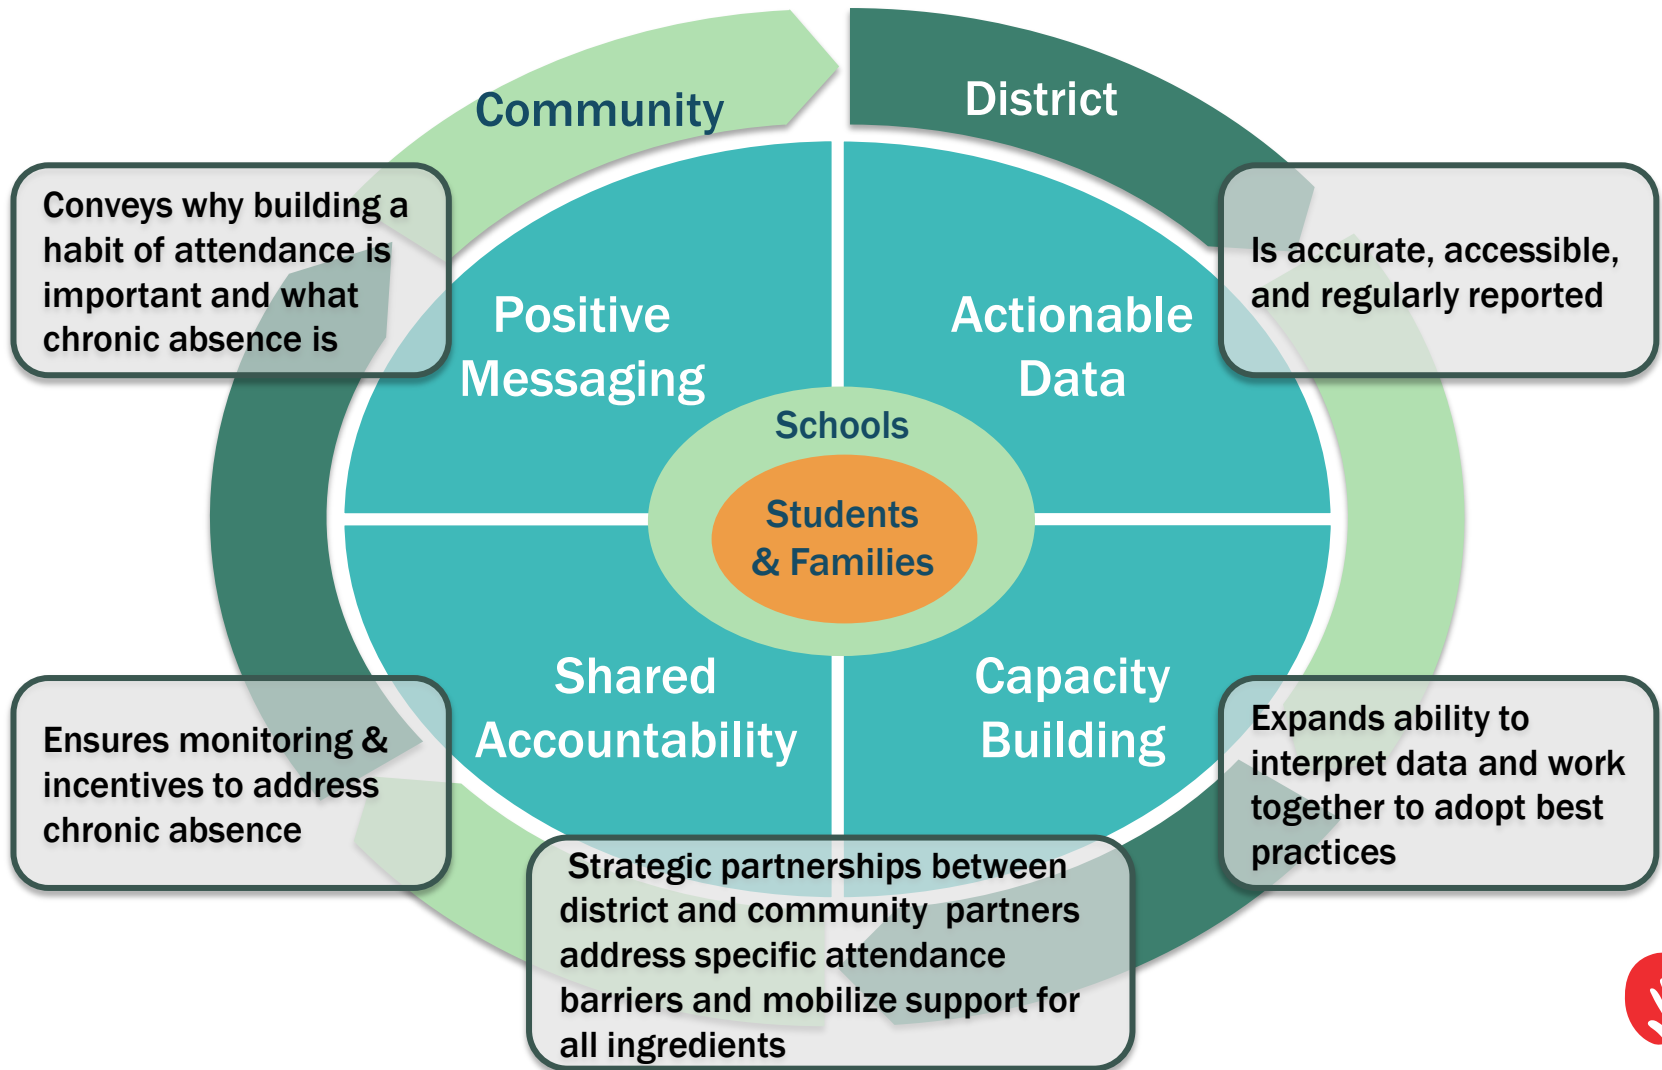 Community
District
Conveys why building a
habit of attendance is
important and what
chronic absence is
Is accurate, accessible,
and regularly reported
Positive
Messaging
Actionable
Data
Schools
Students
& Families
Shared
Accountability
Capacity
Building
Ensures monitoring &
incentives to address
chronic absence
Expands ability to
interpret data and work
together to adopt best
practices
Strategic partnerships between
district and community  partners
address specific attendance
barriers and mobilize support for
all ingredients